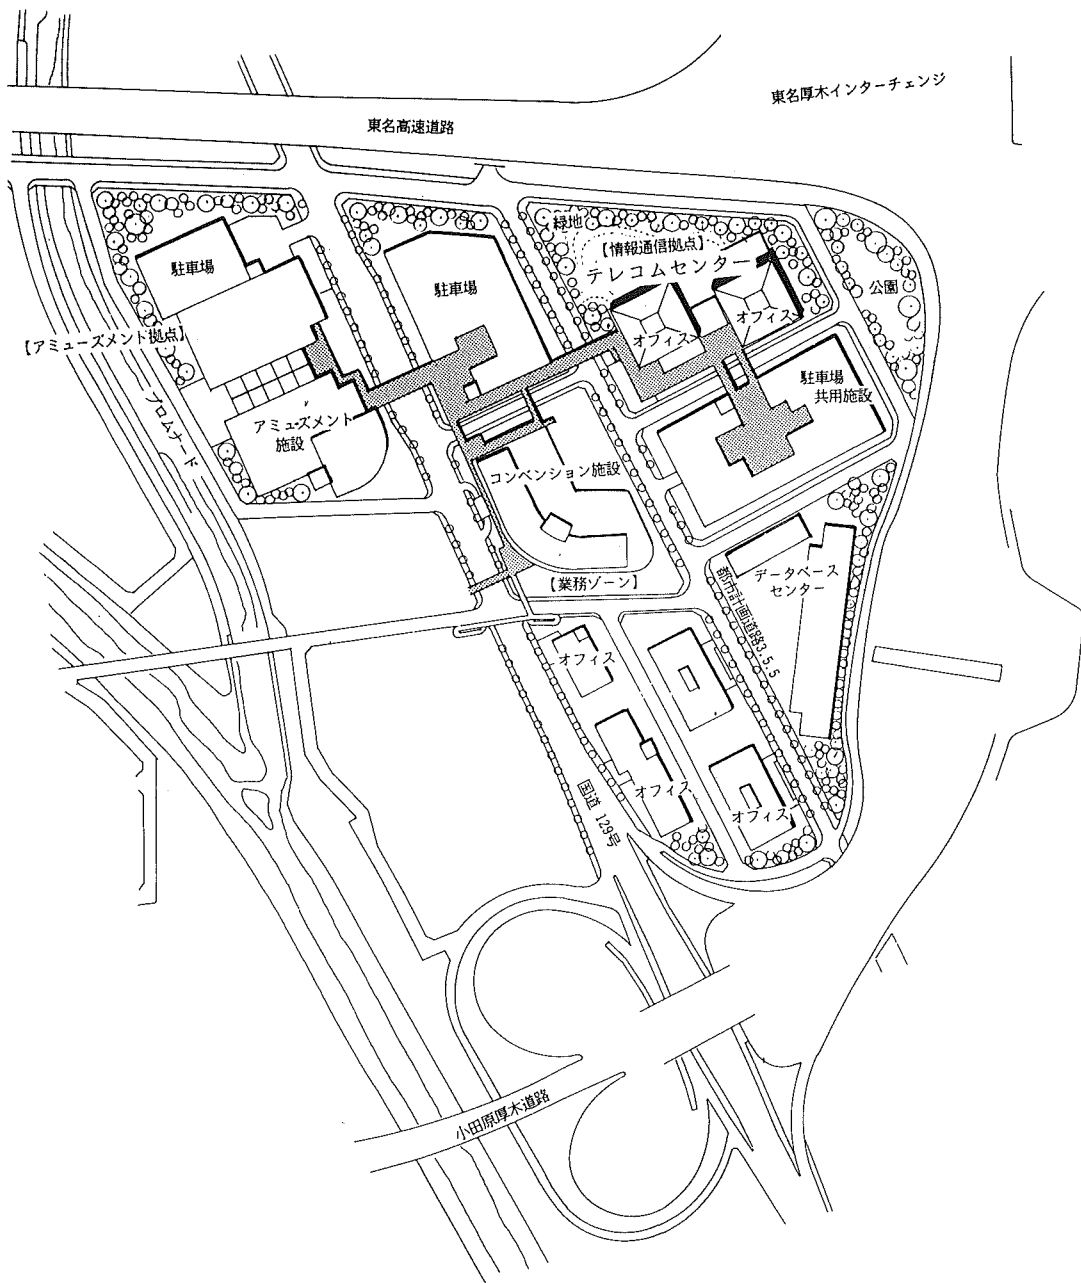 東名厚木インターチェンジ
東名高速道路
緑地
【情報通信拠点】
テレコムセンター
駐車場
駐車場
公園
オフィス
オフィス
【アミューズメント拠点】
駐車場
共用施設
プロムナード
アミューズメント
施設
コンベンション施設
【業務ゾーン】
データベース
センター
都市計画道路3.5.5
オフィス
オフィス
オフィス
国道 129号
小田原厚木道路